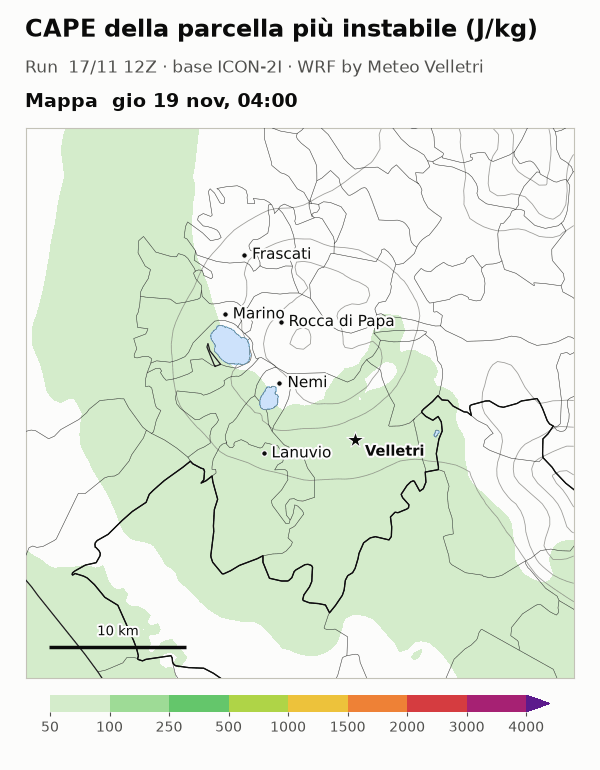 CAPE della parcella più instabile (J/kg)
Run  17/11 12Z · base ICON-2I · WRF by Meteo Velletri
Mappa  gio 19 nov, 04:00
Frascati
Marino
Rocca di Papa
Nemi
Velletri
Lanuvio
10 km
50 100 250 500 1000 1500 2000 3000 4000